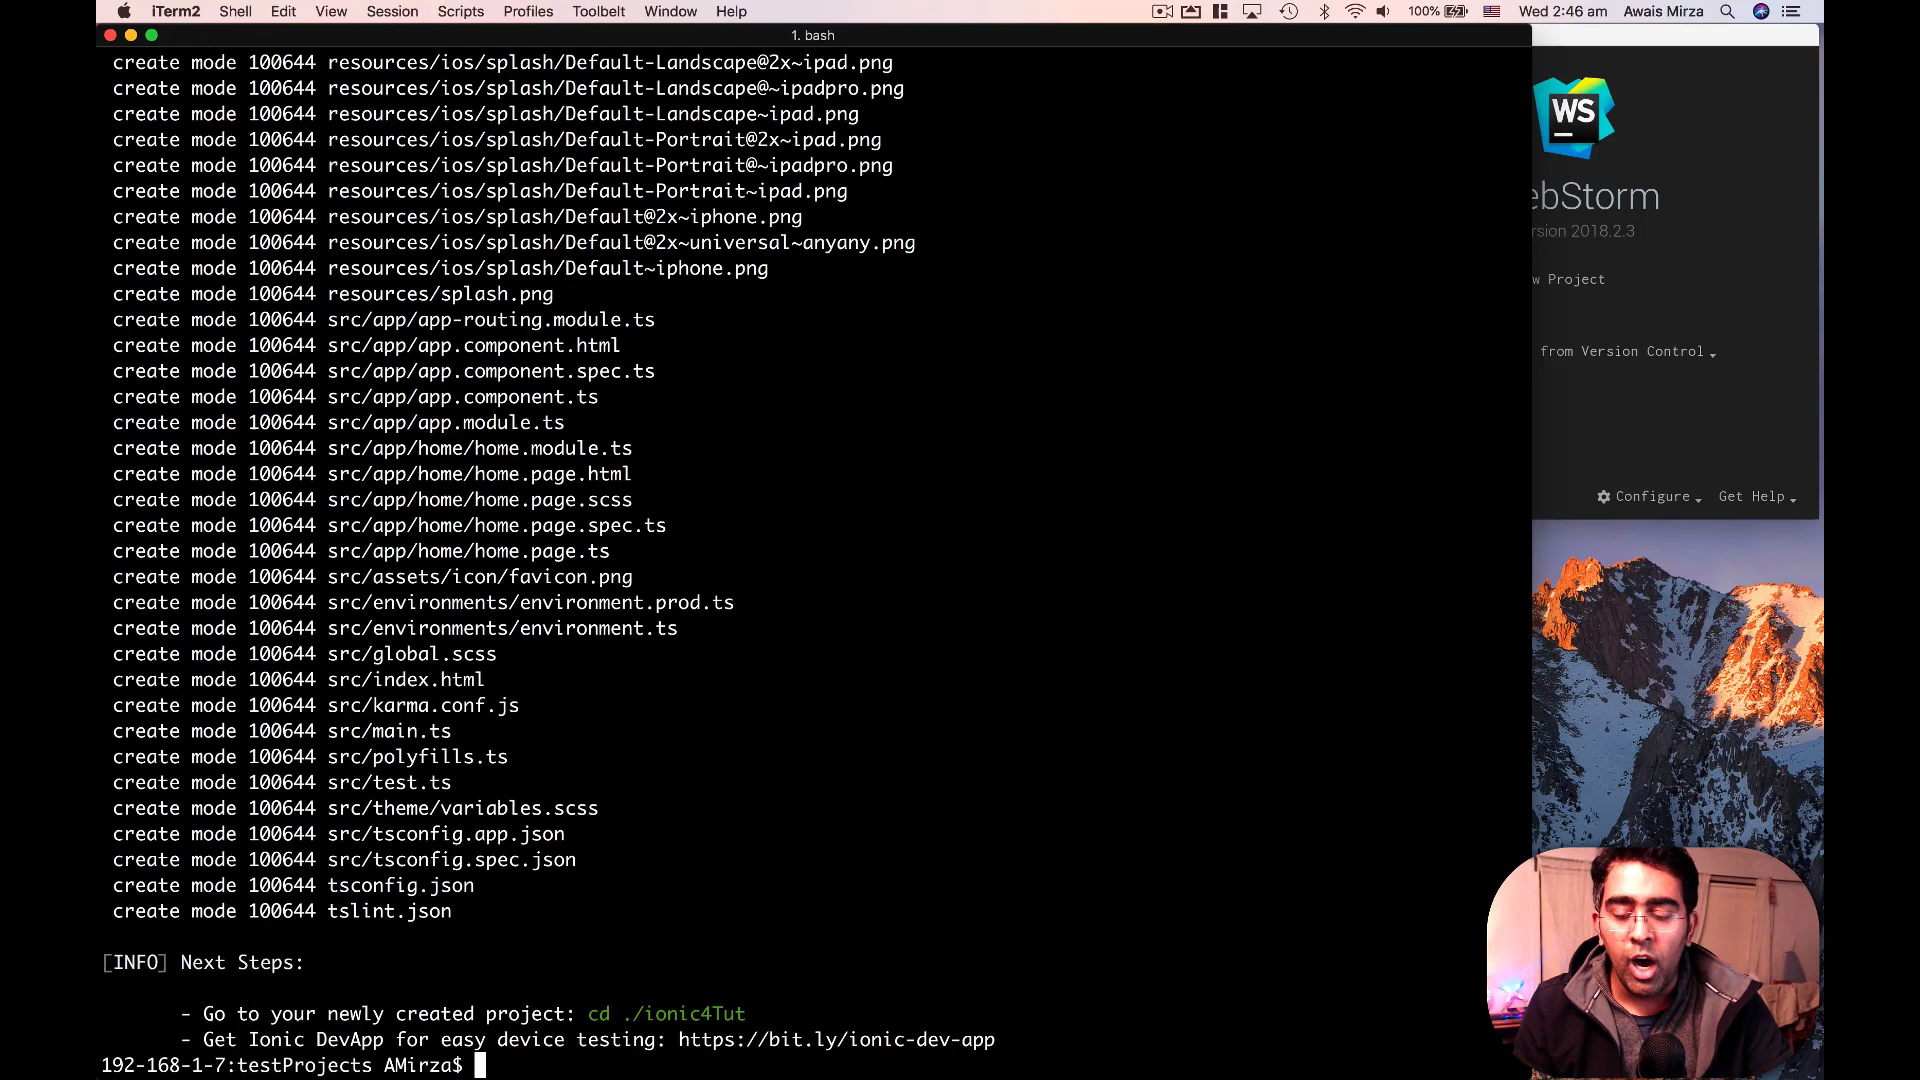 iTerm2 Shell Edit View Session Scripts Profiles Toolbelt Window Help 100% Wed 2:46 am Awais Mirza
1. bash
create mode 100644 resources/ios/splash/Default-Landscape@2x~ipad.png
create mode 100644 resources/ios/splash/Default-Landscape@~ipadpro.png
create mode 100644 resources/ios/splash/Default-Landscape~ipad.png
create mode 100644 resources/ios/splash/Default-Portrait@2x~ipad.png
create mode 100644 resources/ios/splash/Default-Portrait@~ipadpro.png
create mode 100644 resources/ios/splash/Default-Portrait~ipad.png
create mode 100644 resources/ios/splash/Default@2x~iphone.png
create mode 100644 resources/ios/splash/Default@2x~universal~anyany.png
create mode 100644 resources/ios/splash/Default~iphone.png
create mode 100644 resources/splash.png
create mode 100644 src/app/app-routing.module.ts
create mode 100644 src/app/app.component.html
create mode 100644 src/app/app.component.spec.ts
create mode 100644 src/app/app.component.ts
create mode 100644 src/app/app.module.ts
create mode 100644 src/app/home/home.module.ts
create mode 100644 src/app/home/home.page.html
create mode 100644 src/app/home/home.page.scss
create mode 100644 src/app/home/home.page.spec.ts
create mode 100644 src/app/home/home.page.ts
create mode 100644 src/assets/icon/favicon.png
create mode 100644 src/environments/environment.prod.ts
create mode 100644 src/environments/environment.ts
create mode 100644 src/global.scss
create mode 100644 src/index.html
create mode 100644 src/karma.conf.js
create mode 100644 src/main.ts
create mode 100644 src/polyfills.ts
create mode 100644 src/test.ts
create mode 100644 src/theme/variables.scss
create mode 100644 src/tsconfig.app.json
create mode 100644 src/tsconfig.spec.json
create mode 100644 tsconfig.json
create mode 100644 tslint.json
[INFO] Next Steps:
- Go to your newly created project: cd ./ionic4Tut
- Get Ionic DevApp for easy device testing: https://bit.ly/ionic-dev-app
192-168-1-7:testProjects AMirza$
WS
ebStorm
rsion 2018.2.3
w Project
from Version Control
Configure Get Help